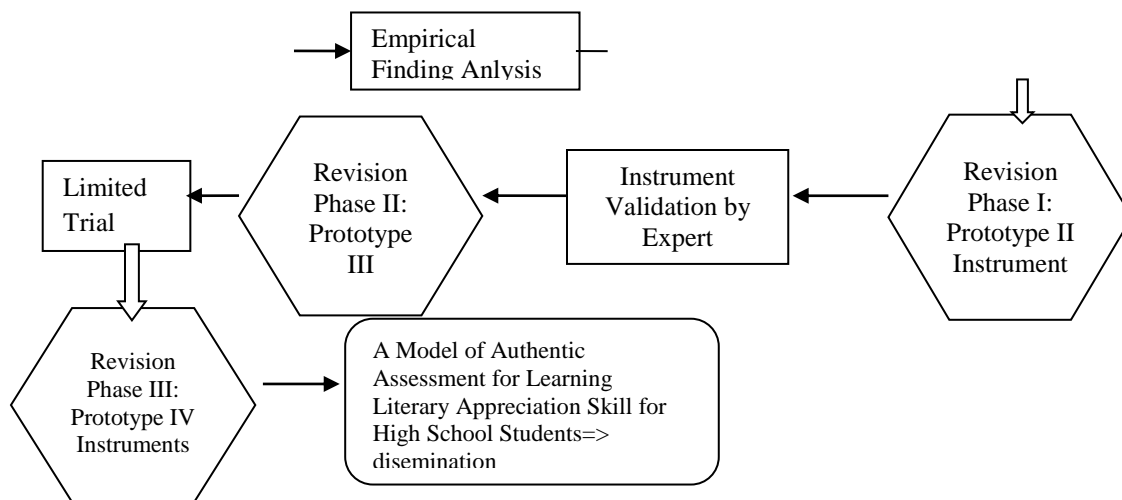 Empirical
Finding Anlysis
Revision
Phase I:
Prototype II
Instrument
Instrument
Validation by
Expert
Revision
Phase II:
Prototype
III
Limited
Trial
Revision
Phase III:
Prototype IV
Instruments
A Model of Authentic
Assessment for Learning
Literary Appreciation Skill for
High School Students=>
disemination